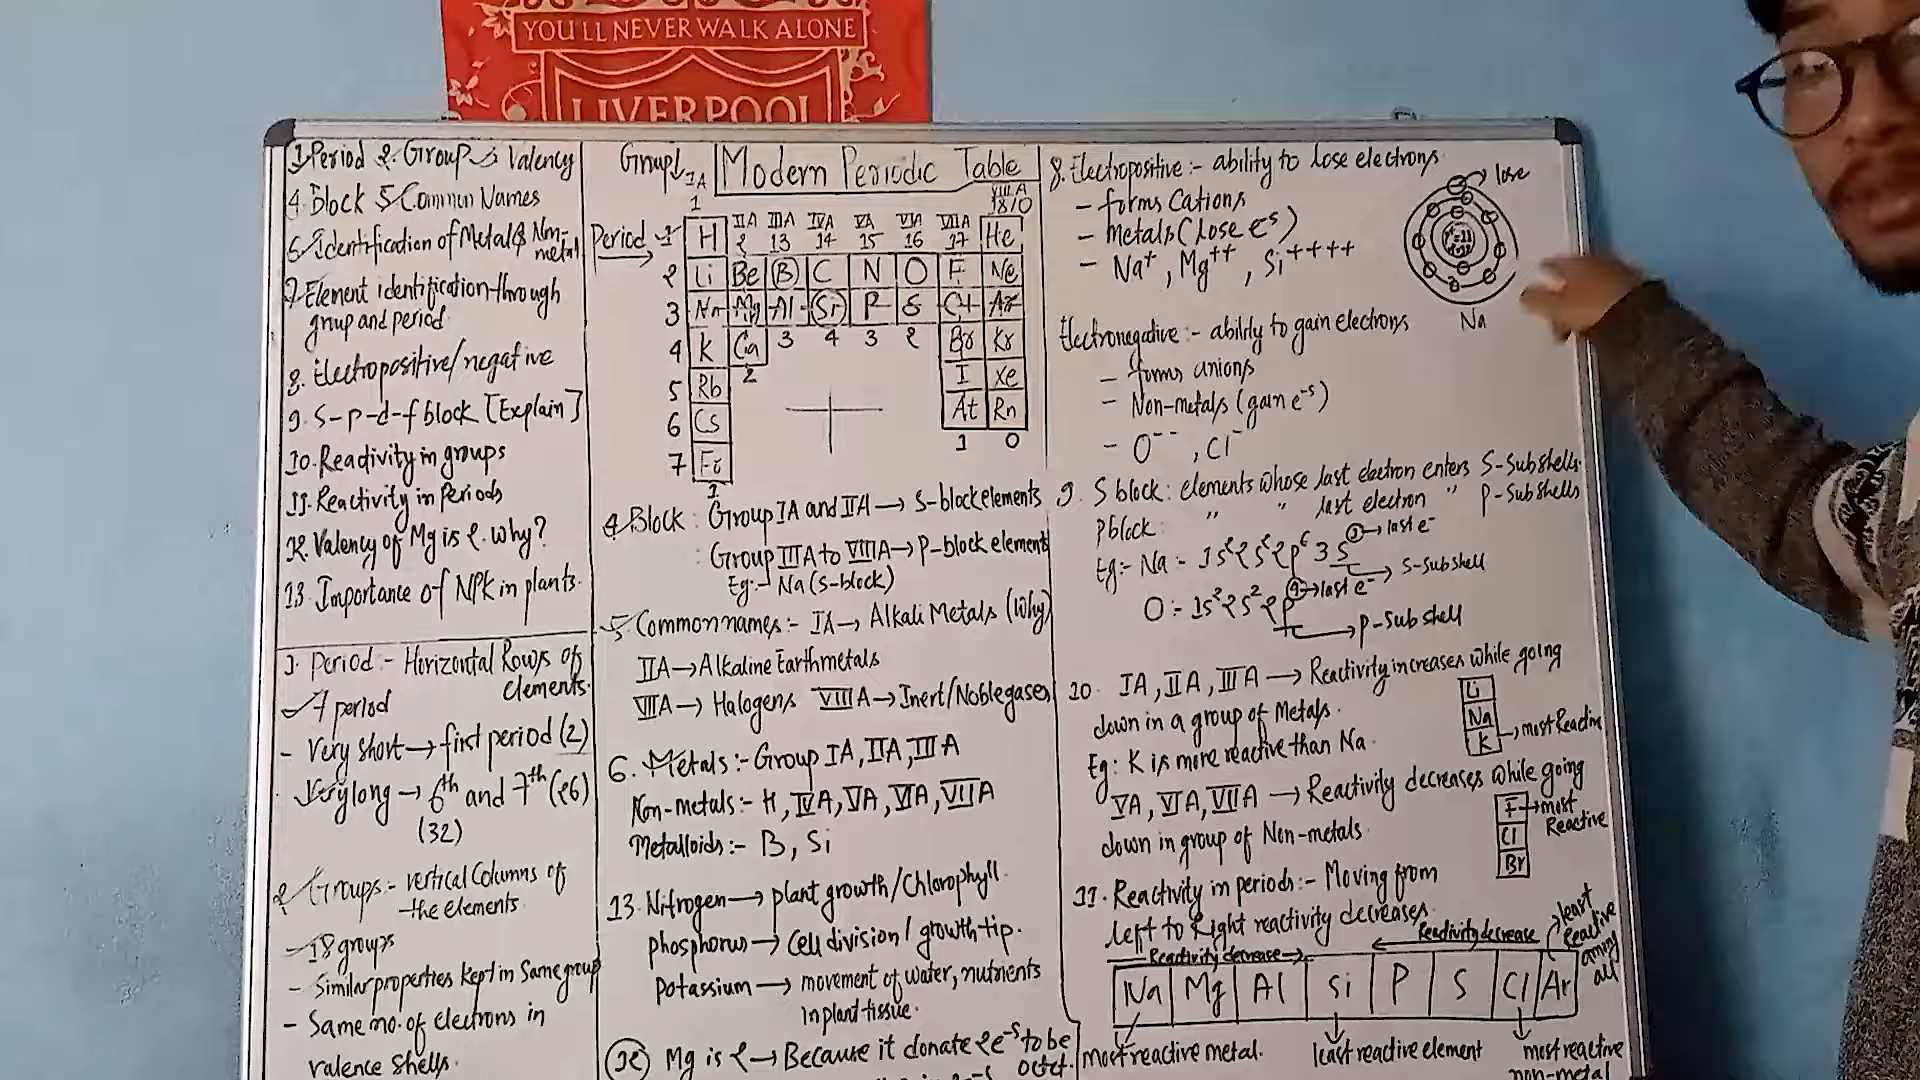 YOU'LL NEVER WALK ALONE
LIVERPOOL
1. Period 2. Group 3. Valency
4. Block 5. Common Names
6. Identification of Metal & Non-metal
7. Element identification through
group and period
8. Electropositive/negative
9. S-p-d-f block [Explain]
10. Reactivity in groups
11. Reactivity in Periods
12. Valency of Mg is 2. why?
13. Importance of NPK in plants.
1. Period :- Horizontal Rows of
Elements.
- 7 period
- Very short → first period (2)
- Very long → 6th and 7th (26)
(32)
2. Groups :- vertical Columns of
the elements
- 18 groups
- Similar properties kept in Same group
- Same no. of electrons in
valence shells.
Group IA
1
Modern Periodic Table
VIIIA
18/0
IIA IIIA IVA VA VIA VIIA
2 13 14 15 16 17
Period 1 H He
2 Li Be B C N O F Ne
3 Na Mg Al Si P S Cl Ar
4 K Ca 3 4 3 2 Br Kr
5 Rb 2 I Xe
6 Cs At Rn
7 Fr 1 0
1
4. Block : Group IA and IIA → S-block elements
: Group IIIA to VIIIA → P-block element
Eg:- Na (S-block)
5. Common names :- IA → Alkali Metals (Why)
IIA → Alkaline Earth metals
VIIA → Halogens VIIIA → Inert/Noble gases
6. Metals :- Group IA, IIA, IIIA
Non-metals :- H, IVA, VA, VIA, VIIA
Metalloids :- B, Si
13. Nitrogen → plant growth/Chlorophyll.
phosphorus → Cell division/growth tip.
Potassium → movement of water, nutrients
in plant tissue.
12 Mg is 2 → Because it donate 2e-s to be
octet.
8. Electropositive :- ability to lose electrons
- forms Cations
- Metals (lose e-s)
- Na+, Mg++, Si++++
lose
Na
Electronegative :- ability to gain electrons
- forms anions
- Non-metals (gain e-s)
- O--, Cl-
9. S block : elements whose last electron enters S-Subshells.
P block : " " last electron " P-Subshells
Eg:- Na :- 1s2 2s2 2p6 3s1 → last e-
→ S-subshell
O :- 1s2 2s2 2p4 → last e-
→ p-Subshell
10. IA, IIA, IIIA → Reactivity increases while going
down in a group of Metals.
Eg: K is more reactive than Na
Li
Na
K → most Reactive
VA, VIA, VIIA → Reactivity decreases while going
down in group of Non-metals
F → most Reactive
Cl
Br
11. Reactivity in periods :- Moving from
left to Right reactivity decreases.
Reactivity decrease →
← Reactivity decrease
least Reactive among all
Na Mg Al Si P S Cl Ar
most reactive metal. least reactive element most reactive
non-metal